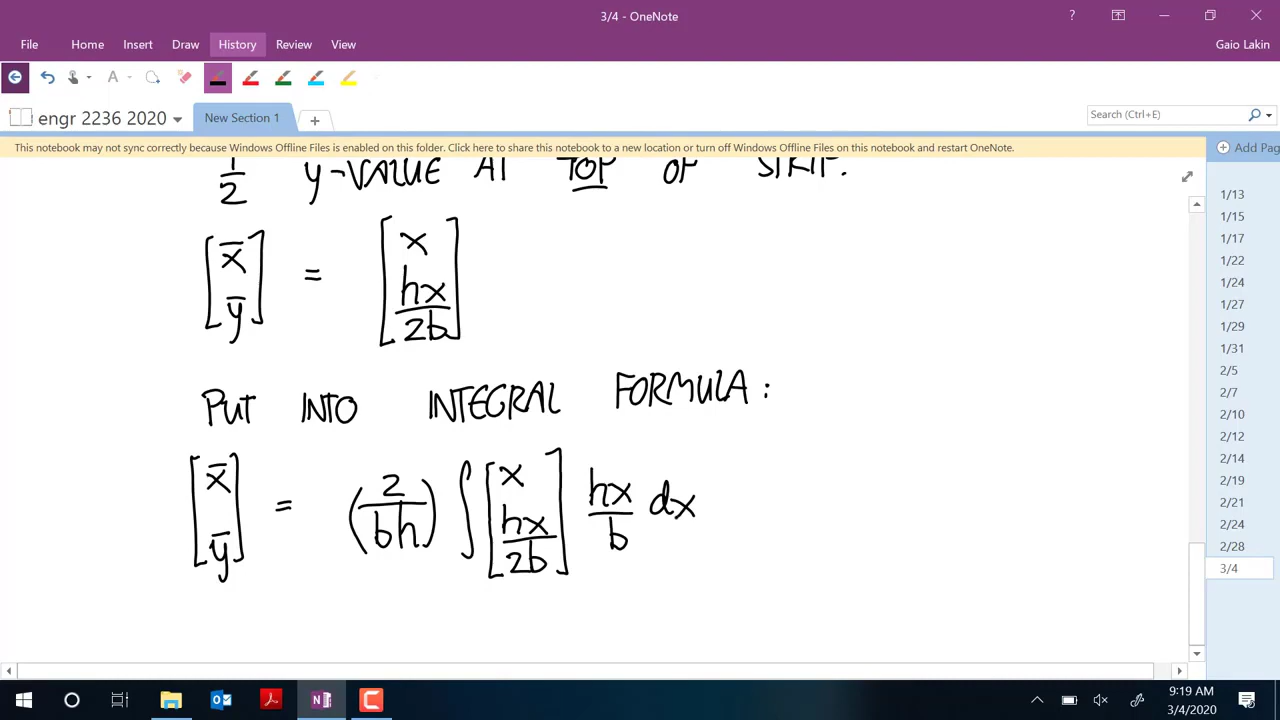 3/4 - OneNote
?
File Home Insert Draw History Review View
Gaio Lakin
A
engr 2236 2020
New Section 1
+
Search (Ctrl+E)
This notebook may not sync correctly because Windows Offline Files is enabled on this folder. Click here to share this notebook to a new location or turn off Windows Offline Files on this notebook and restart OneNote.
Add Pag
1/2 y-VALUE AT TOP OF STRIP.
[x̄ ȳ] = [x hx/2b]
PUT INTO INTEGRAL FORMULA:
[x̄ ȳ] = (2/bh) ∫ [x hx/2b] hx/b dx
1/13
1/15
1/17
1/22
1/24
1/27
1/29
1/31
2/5
2/7
2/10
2/12
2/14
2/19
2/21
2/24
2/28
3/4
9:19 AM
3/4/2020